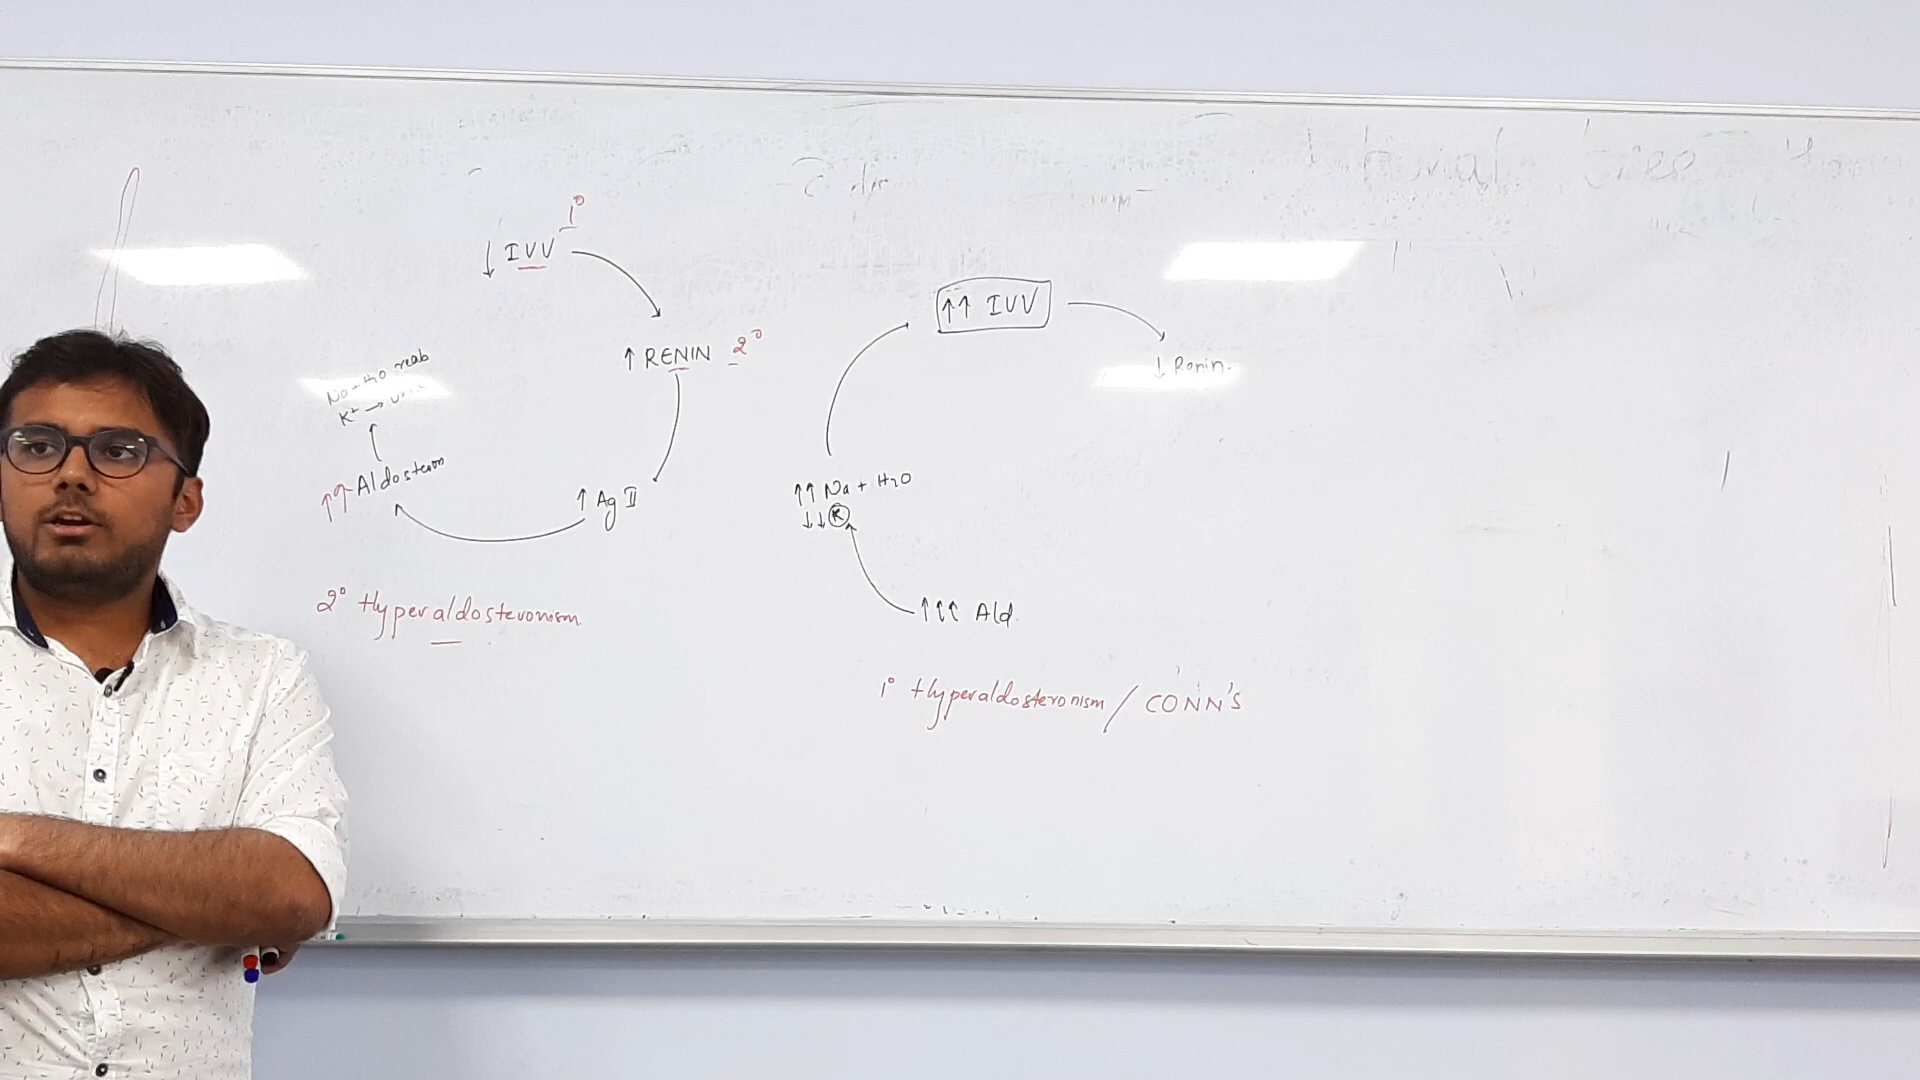 1°
↓ IVV
↑ RENIN 2°
Na + H2O reab
K+ →
↑↑ Aldosteron
↑ Ag II
2° Hyperaldosteronism
↑↑ IVV
↓ Renin.
↑↑ Na + H2O
↓↓ K
↑↑↑ Ald.
1° Hyperaldosteronism / CONN'S